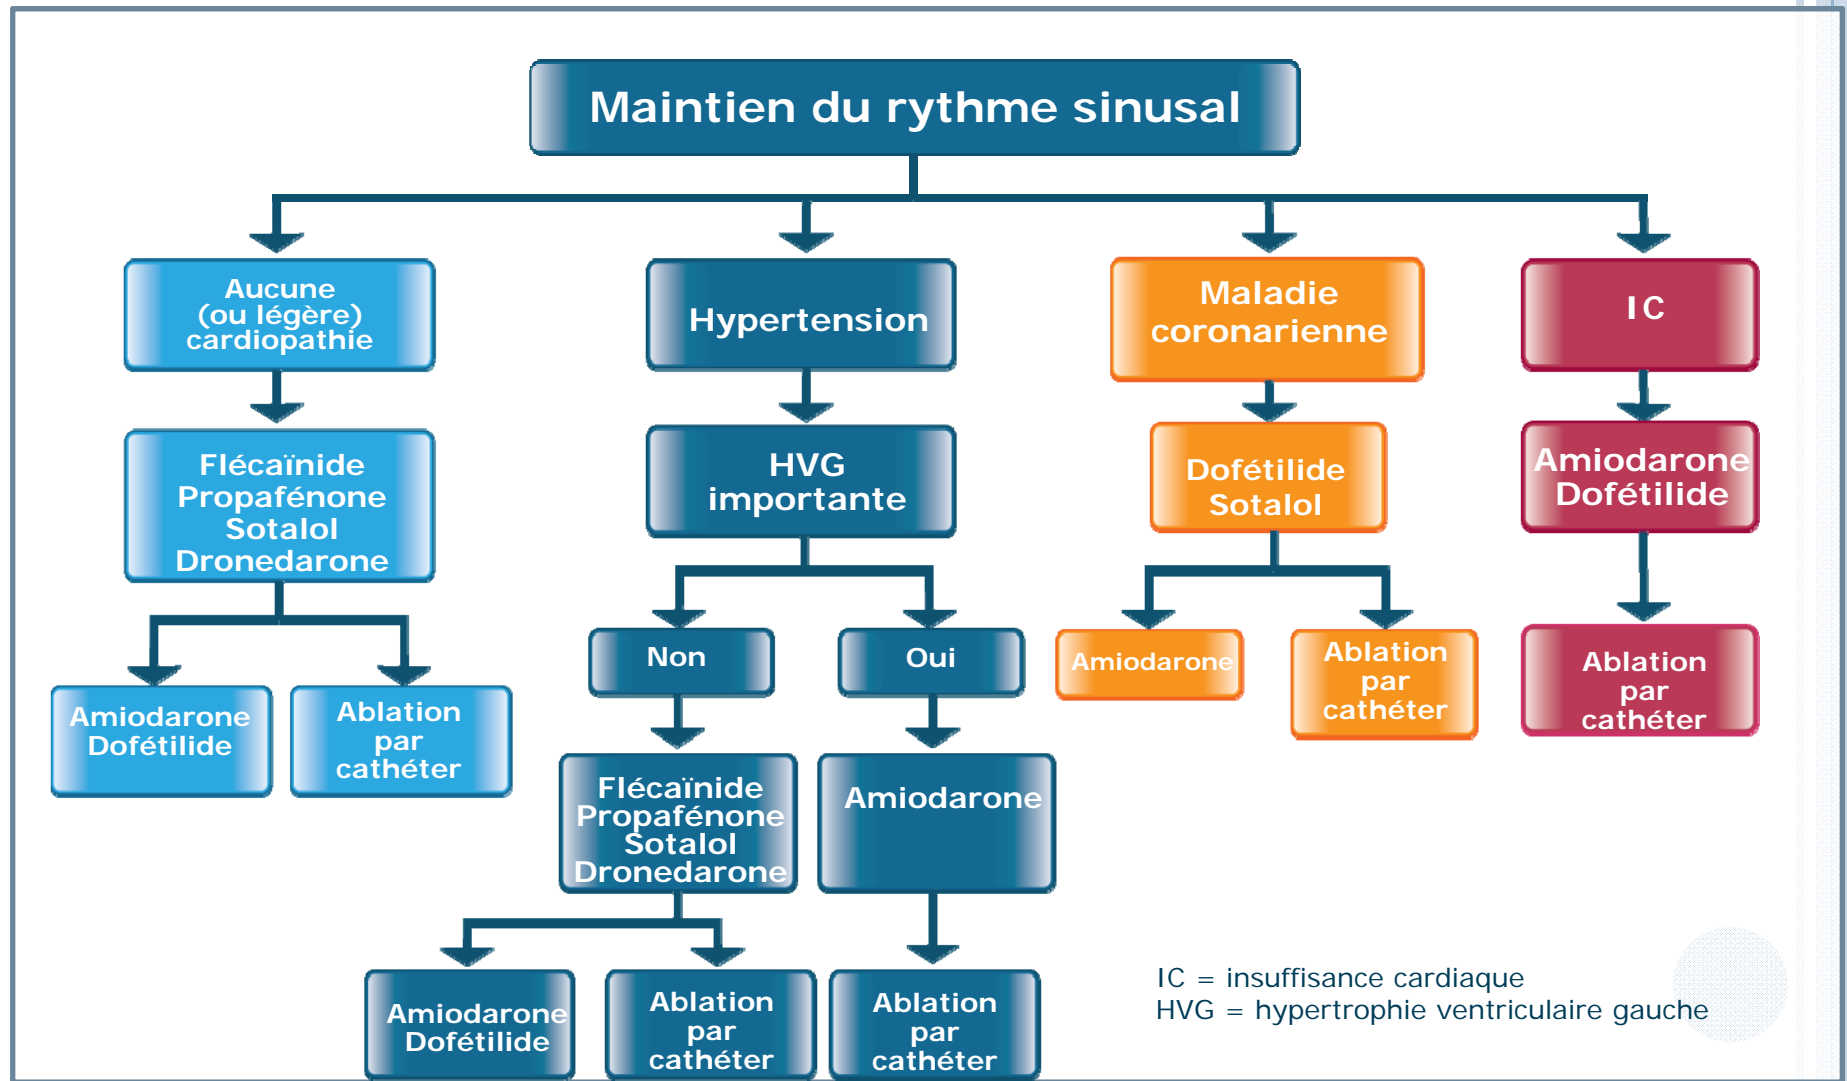 Maintien du rythme sinusal
Aucune
(ou légère)
cardiopathie
Hypertension
Maladie
coronarienne
IC
Flécaïnide
Propafénone
Sotalol
Dronedarone
HVG
importante
Dofétilide
Sotalol
Amiodarone
Dofétilide
Non
Oui
Amiodarone
Ablation
par
cathéter
Ablation
par
cathéter
Amiodarone
Dofétilide
Ablation
par
cathéter
Flécaïnide
Propafénone
Sotalol
Dronedarone
Amiodarone
Amiodarone
Dofétilide
Ablation
par
cathéter
Ablation
par
cathéter
IC = insuffisance cardiaque
HVG = hypertrophie ventriculaire gauche